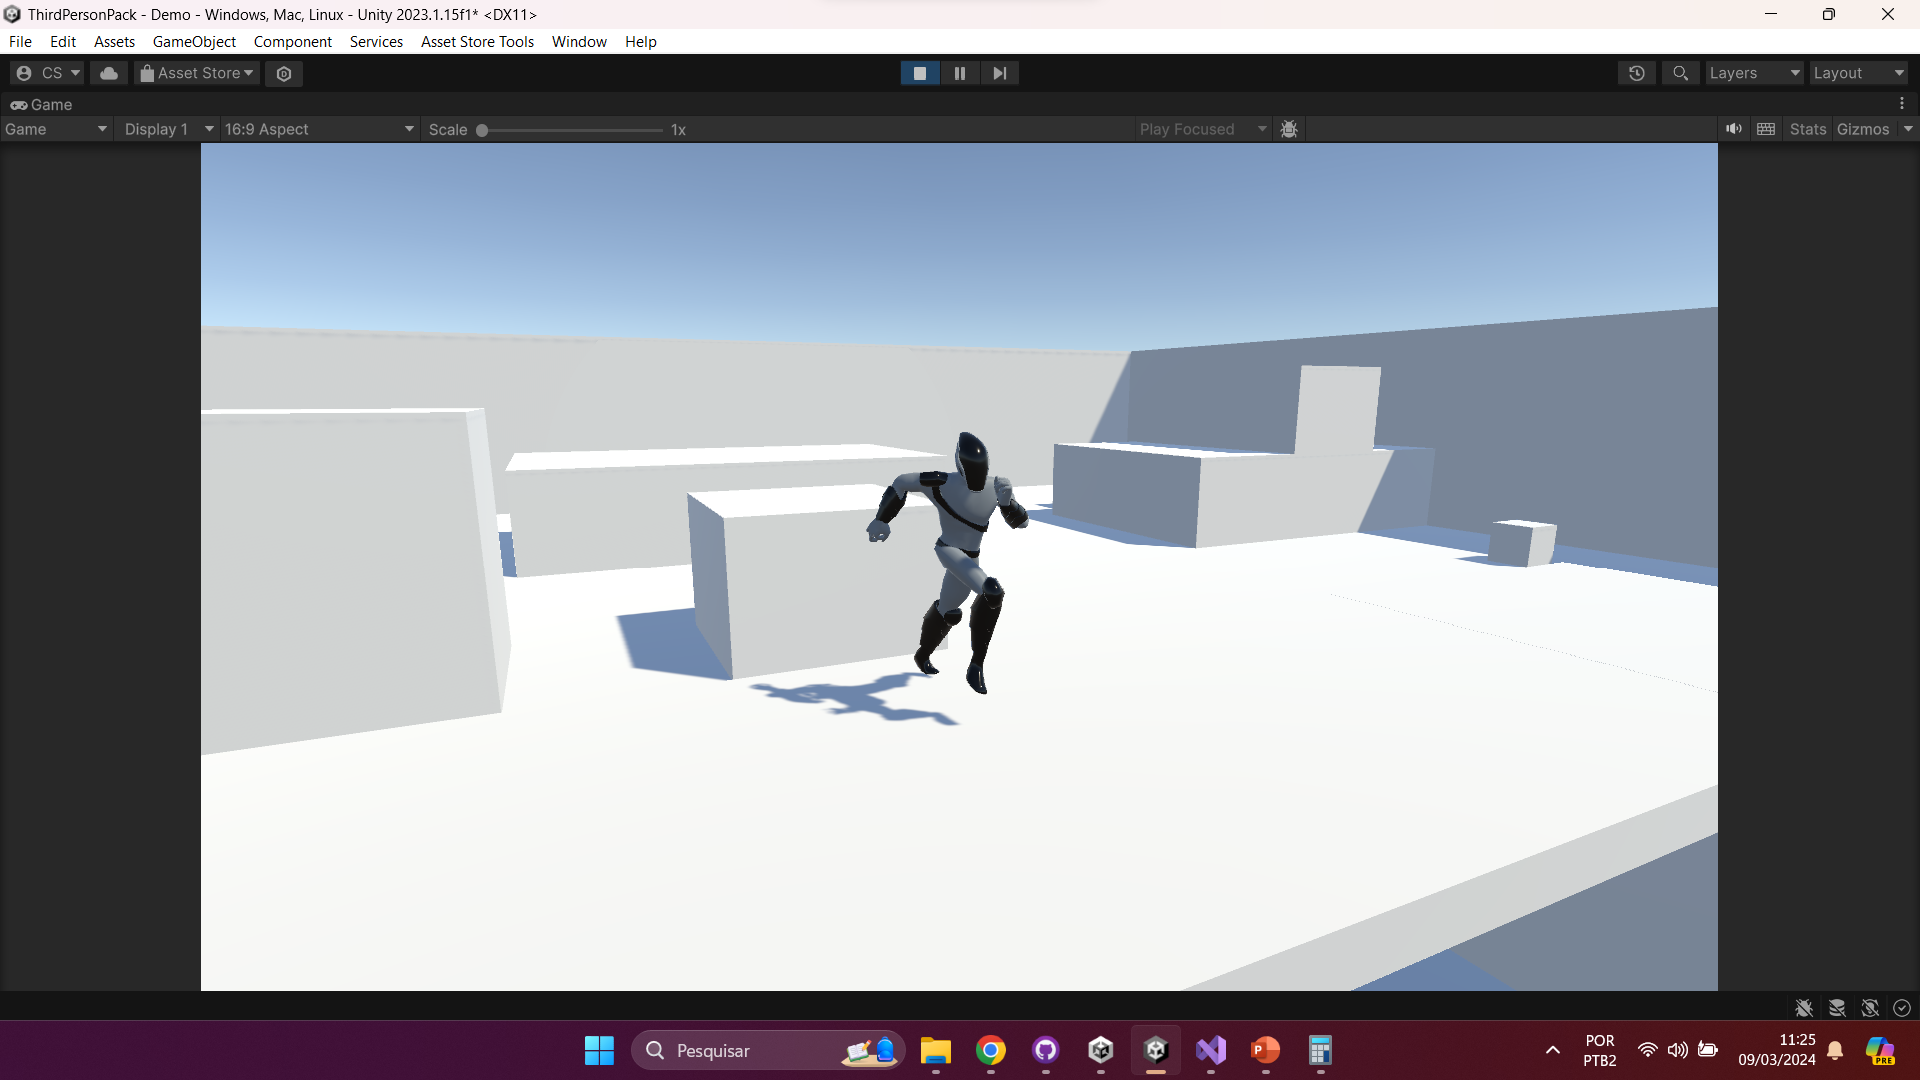 ThirdPersonPack - Demo - Windows, Mac, Linux - Unity 2023.1.15f1* <DX11>
File Edit Assets GameObject Component Services Asset Store Tools Window Help
CS Asset Store Layers Layout
Game
Game Display 1 16:9 Aspect Scale 1x Play Focused Stats Gizmos
Pesquisar
POR
PTB2
11:25
09/03/2024
PRE